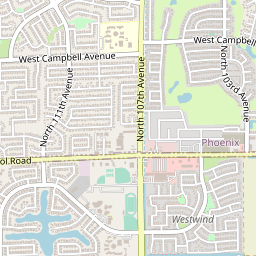 West Campbell Avenue
West Campbell
North 111th Avenue
North 107th Avenue
North 103rd Avenue
Phoenix
ol Road
Westwind